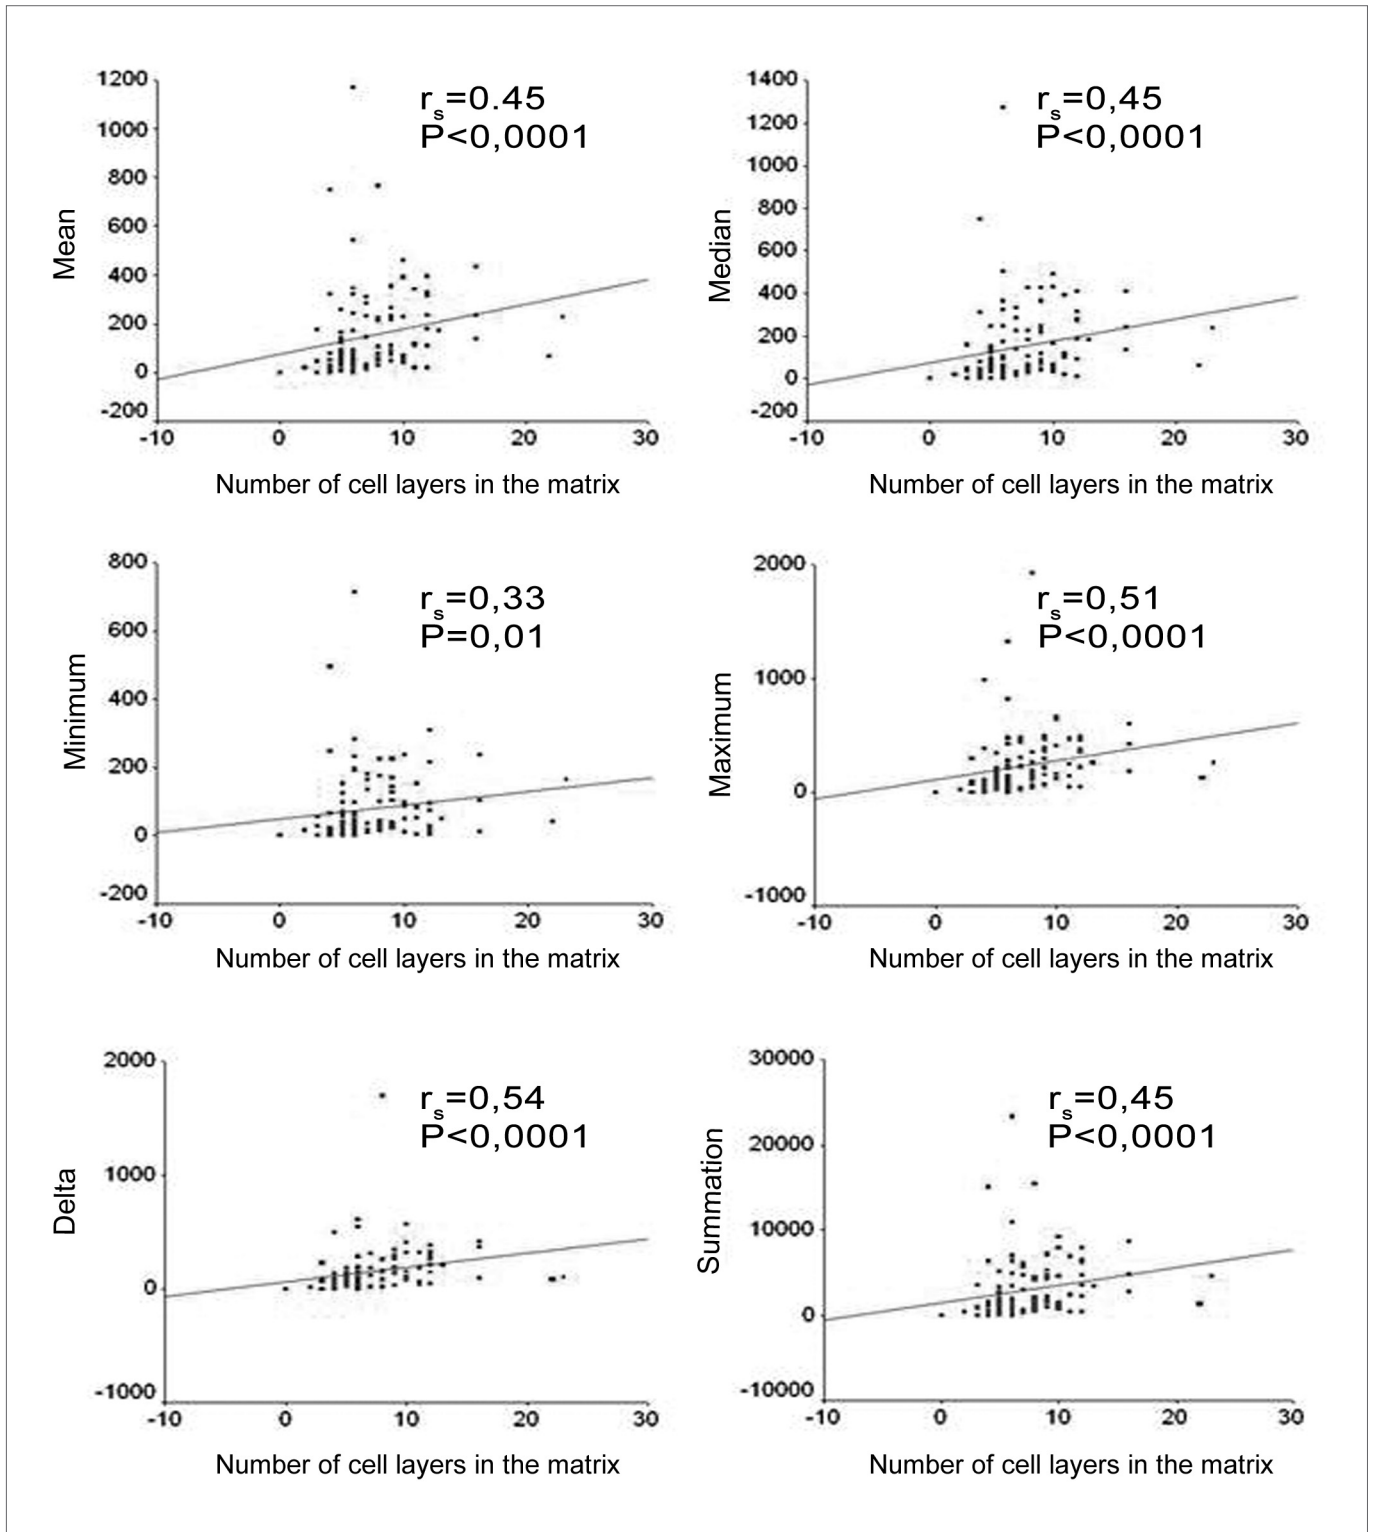 1200
1000
800
600
400
200
0
-200
Mean
rs=0.45
P<0,0001
-10 0 10 20 30
Number of cell layers in the matrix
1400
1200
1000
800
600
400
200
0
-200
Median
rs=0,45
P<0,0001
-10 0 10 20 30
Number of cell layers in the matrix
800
600
400
200
0
-200
Minimum
rs=0,33
P=0,01
-10 0 10 20 30
Number of cell layers in the matrix
2000
1000
0
-1000
Maximum
rs=0,51
P<0,0001
-10 0 10 20 30
Number of cell layers in the matrix
2000
1000
0
-1000
Delta
rs=0,54
P<0,0001
-10 0 10 20 30
Number of cell layers in the matrix
30000
20000
10000
0
-10000
Summation
rs=0,45
P<0,0001
-10 0 10 20 30
Number of cell layers in the matrix